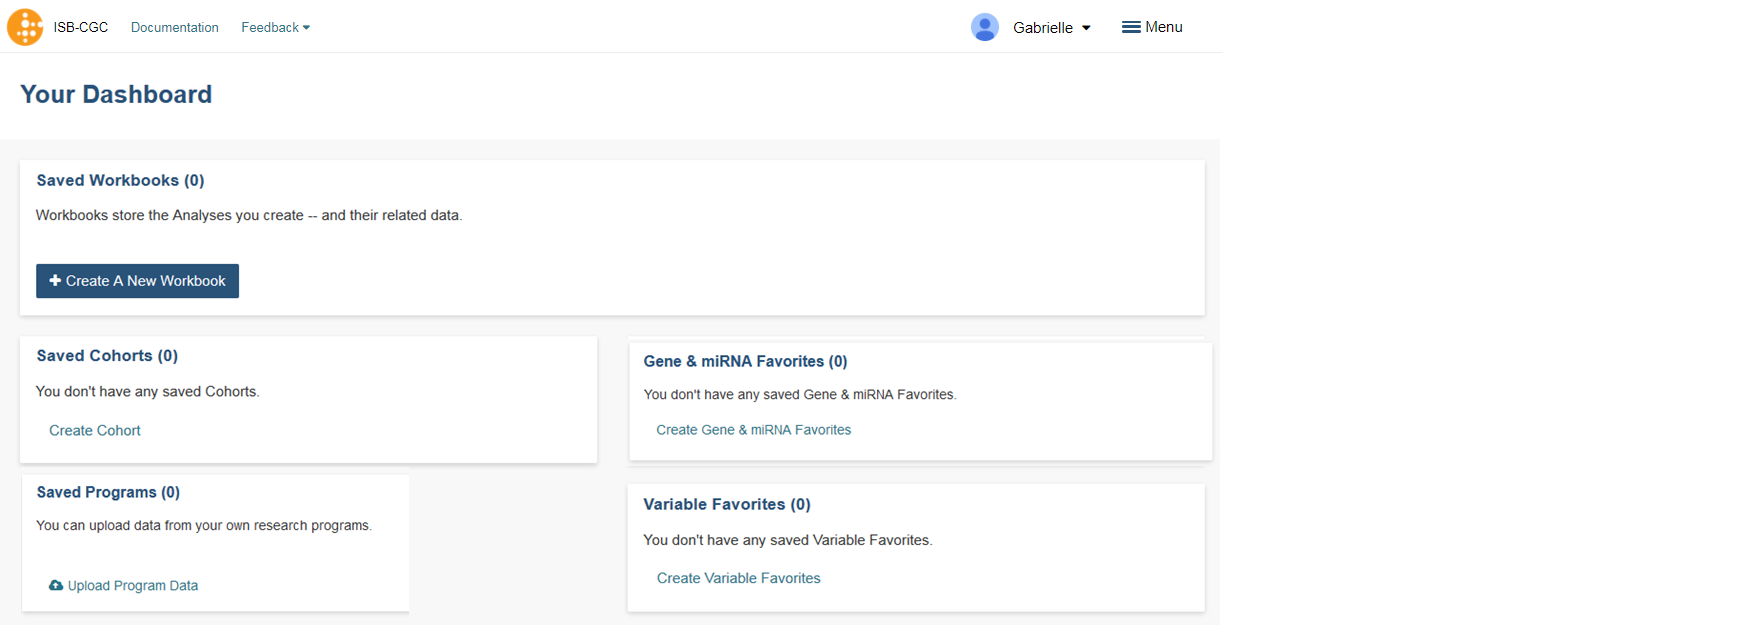 ISB-CGC Documentation Feedback Gabrielle Menu
Your Dashboard
Saved Workbooks (0)
Workbooks store the Analyses you create -- and their related data.
Create A New Workbook
Saved Cohorts (0)
You don't have any saved Cohorts.
Create Cohort
Gene & miRNA Favorites (0)
You don't have any saved Gene & miRNA Favorites.
Create Gene & miRNA Favorites
Saved Programs (0)
You can upload data from your own research programs.
Upload Program Data
Variable Favorites (0)
You don't have any saved Variable Favorites.
Create Variable Favorites